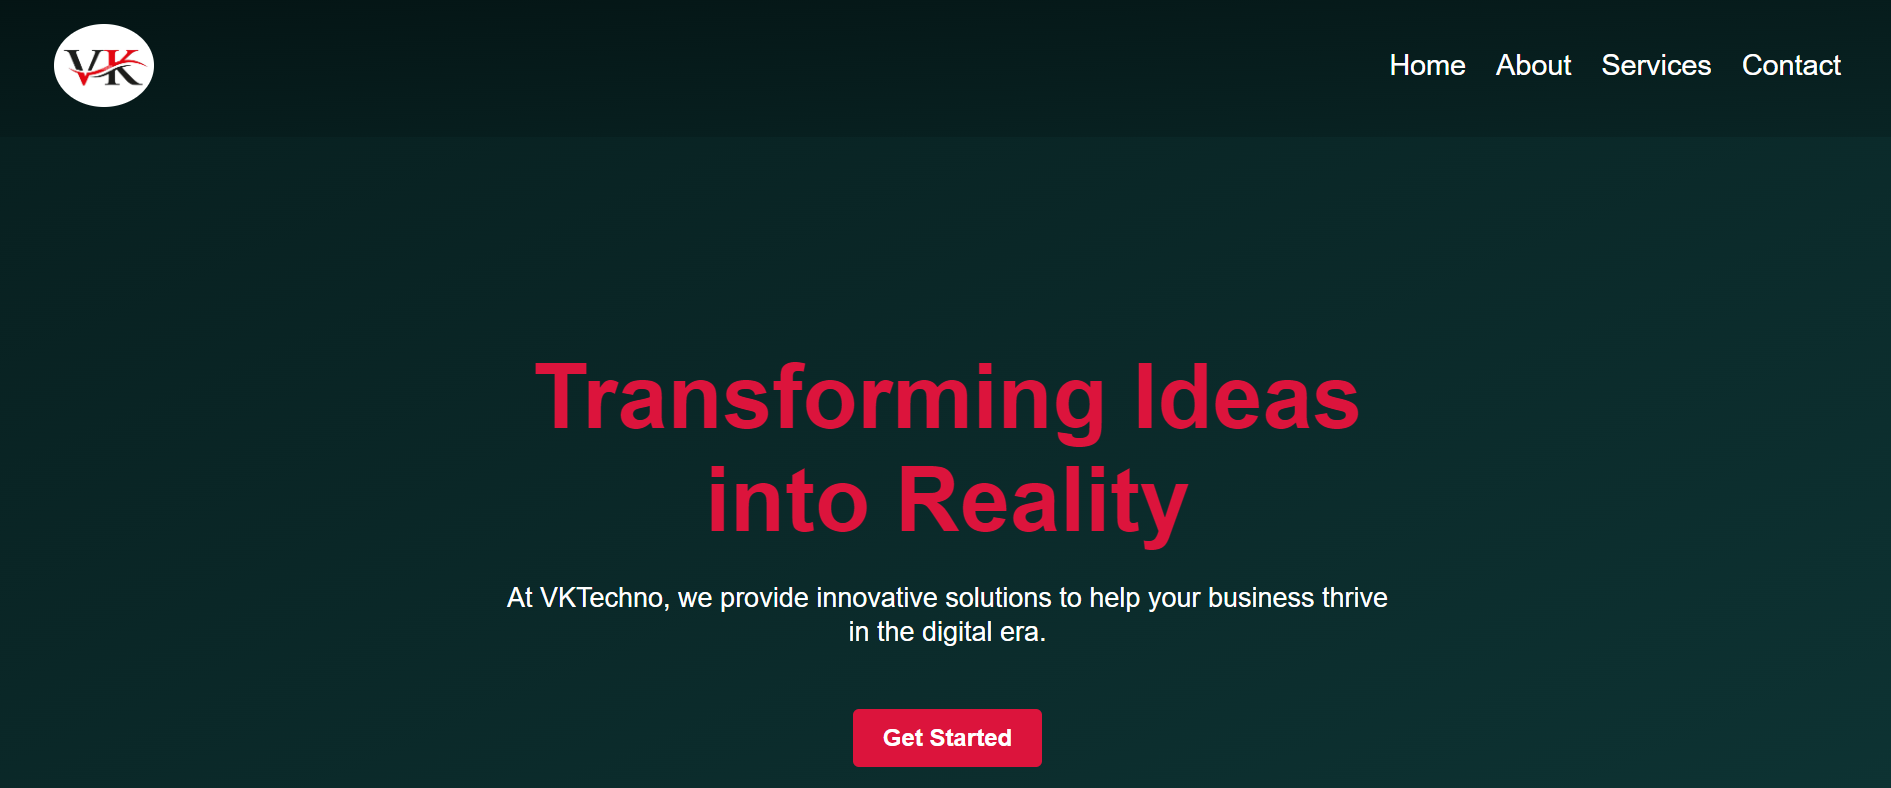 VK
Home About Services Contact
Transforming Ideas
into Reality
At VKTechno, we provide innovative solutions to help your business thrive
in the digital era.
Get Started